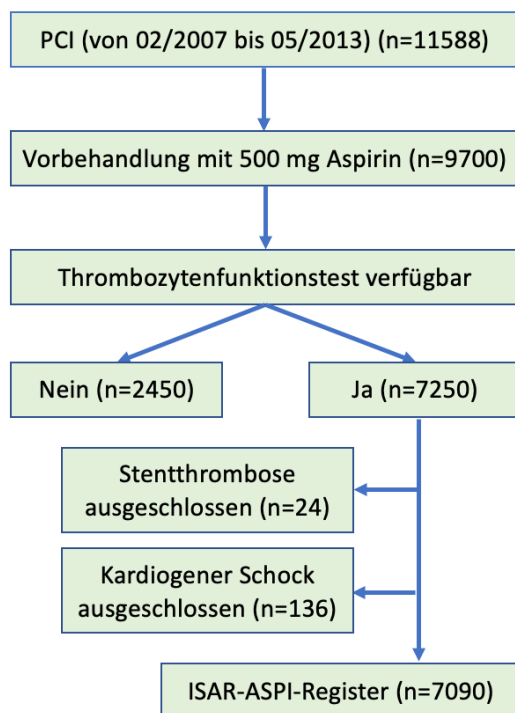 PCI (von 02/2007 bis 05/2013) (n=11588)
Vorbehandlung mit 500 mg Aspirin (n=9700)
Thrombozytenfunktionstest verfügbar
Nein (n=2450)
Ja (n=7250)
Stentthrombose
ausgeschlossen (n=24)
Kardiogener Schock
ausgeschlossen (n=136)
ISAR-ASPI-Register (n=7090)